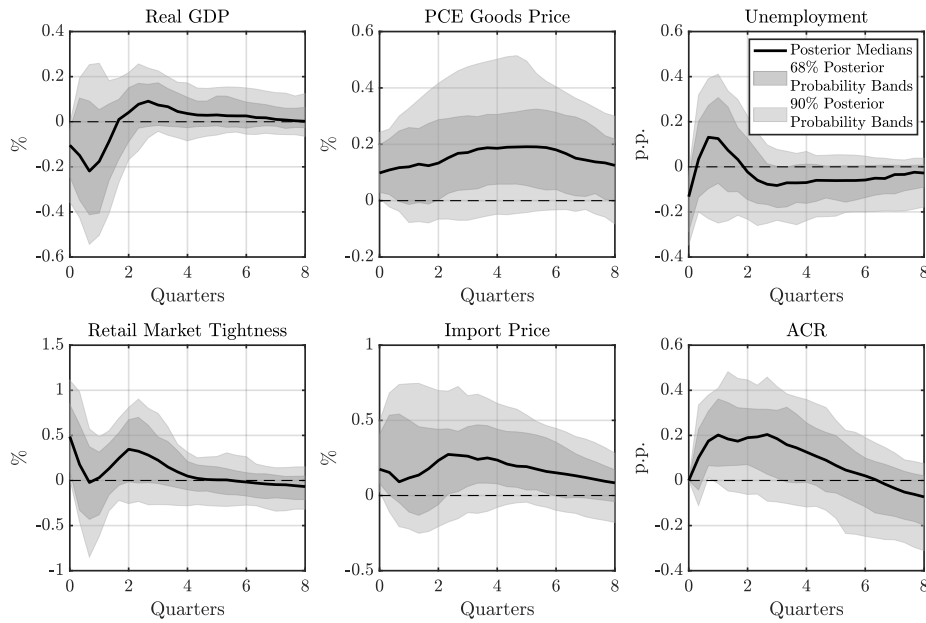 Real GDP
0.4
0.2
0
-0.2
-0.4
-0.6
%
0 2 4 6 8
Quarters
PCE Goods Price
0.6
0.4
0.2
0
-0.2
%
0 2 4 6 8
Quarters
Unemployment
0.6
0.4
0.2
0
-0.2
-0.4
p.p.
Posterior Medians
68% Posterior
Probability Bands
90% Posterior
Probability Bands
0 2 4 6 8
Quarters
Retail Market Tightness
1.5
1
0.5
0
-0.5
-1
%
0 2 4 6 8
Quarters
Import Price
1
0.5
0
-0.5
%
0 2 4 6 8
Quarters
ACR
0.6
0.4
0.2
0
-0.2
-0.4
p.p.
0 2 4 6 8
Quarters